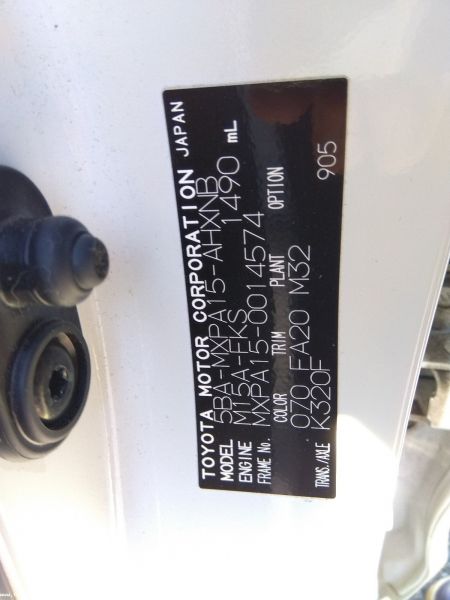 TOYOTA MOTOR CORPORATION JAPAN
MODEL 5BA-MXPA15-AHXNB
ENGINE M15A-FKS 1490 mL
FRAME No. MXPA15-0014574
COLOR TRIM PLANT OPTION
070 EA20 M32
TRANS./AXLE K320F 905